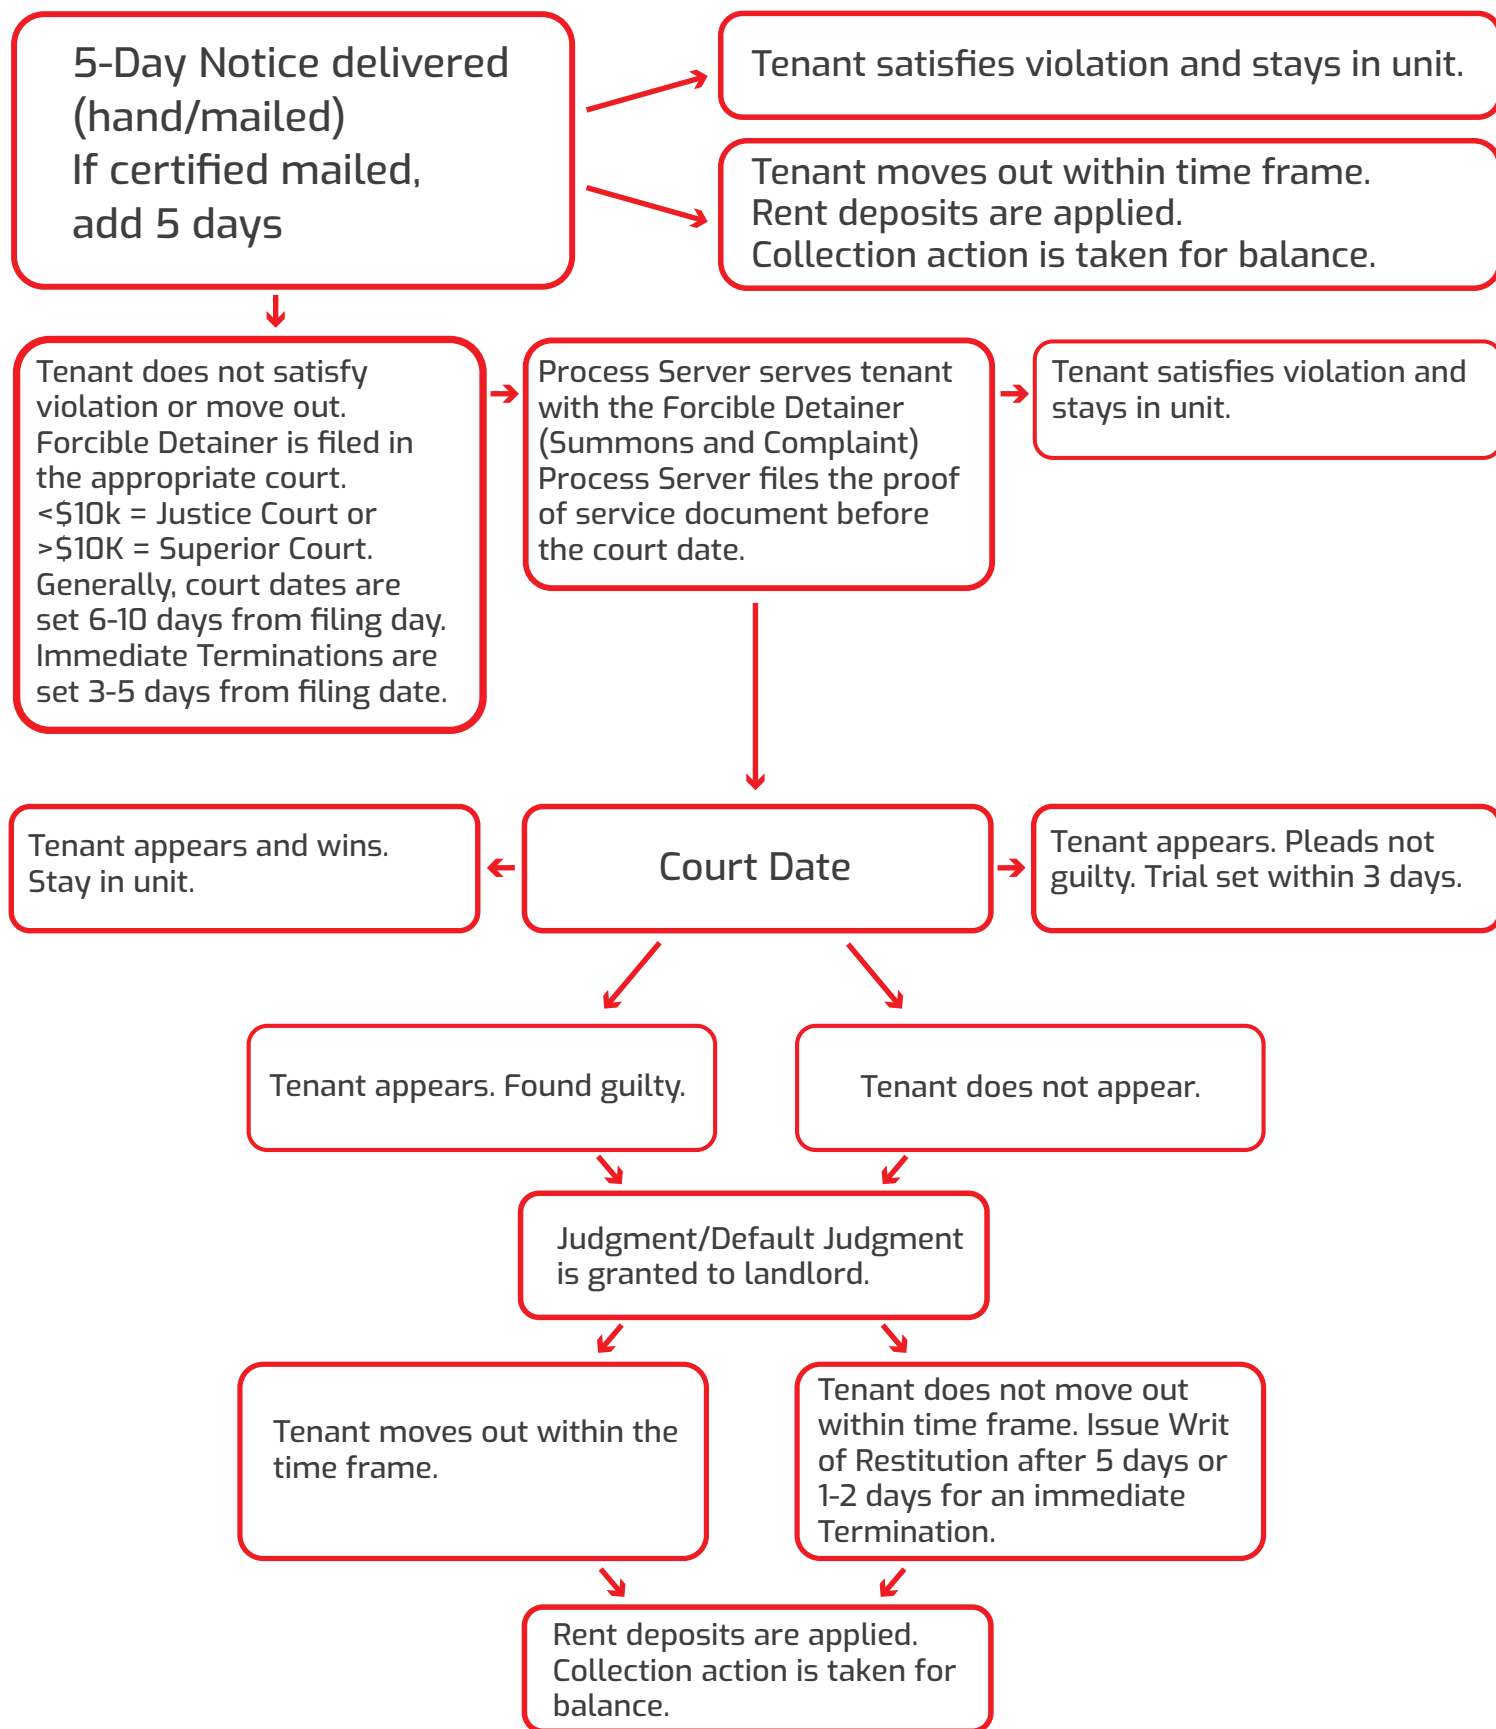 5-Day Notice delivered
(hand/mailed)
If certified mailed,
add 5 days
Tenant satisfies violation and stays in unit.
Tenant moves out within time frame.
Rent deposits are applied.
Collection action is taken for balance.
Tenant does not satisfy
violation or move out.
Forcible Detainer is filed in
the appropriate court.
<$10k = Justice Court or
>$10K = Superior Court.
Generally, court dates are
set 6-10 days from filing day.
Immediate Terminations are
set 3-5 days from filing date.
Process Server serves tenant
with the Forcible Detainer
(Summons and Complaint)
Process Server files the proof
of service document before
the court date.
Tenant satisfies violation and
stays in unit.
Tenant appears and wins.
Stay in unit.
Court Date
Tenant appears. Pleads not
guilty. Trial set within 3 days.
Tenant appears. Found guilty.
Tenant does not appear.
Judgment/Default Judgment
is granted to landlord.
Tenant moves out within the
time frame.
Tenant does not move out
within time frame. Issue Writ
of Restitution after 5 days or
1-2 days for an immediate
Termination.
Rent deposits are applied.
Collection action is taken for
balance.